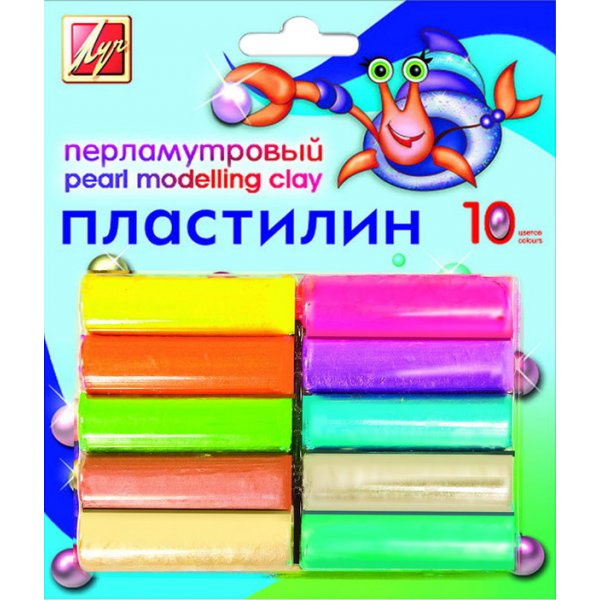 Луч
перламутровый
pearl modelling clay
пластилин 10
цветов
colours